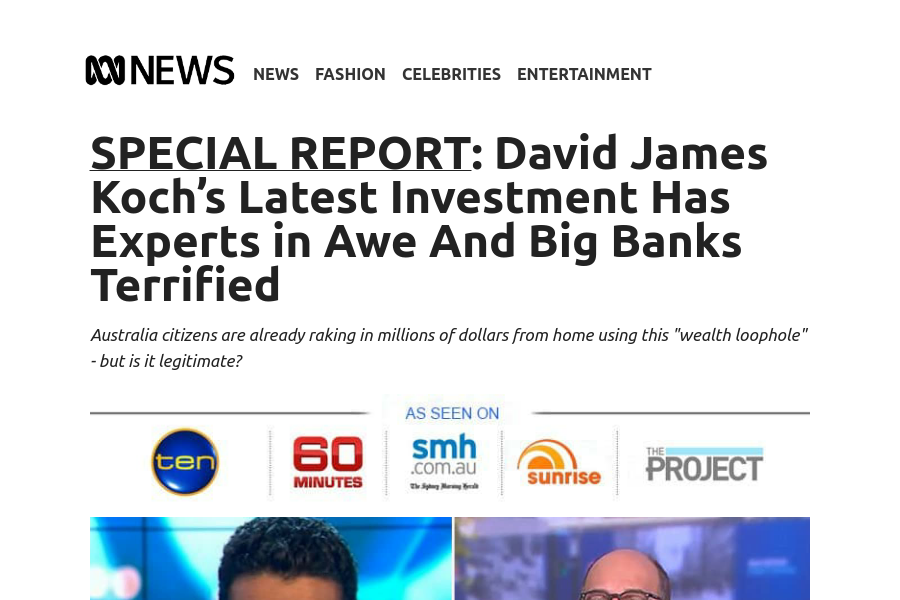 NEWS NEWS FASHION CELEBRITIES ENTERTAINMENT
SPECIAL REPORT: David James
Koch’s Latest Investment Has
Experts in Awe And Big Banks
Terrified
Australia citizens are already raking in millions of dollars from home using this "wealth loophole"
- but is it legitimate?
AS SEEN ON
ten
60
MINUTES
smh
.com.au
The Sydney Morning Herald
sunrise
THE
PROJECT